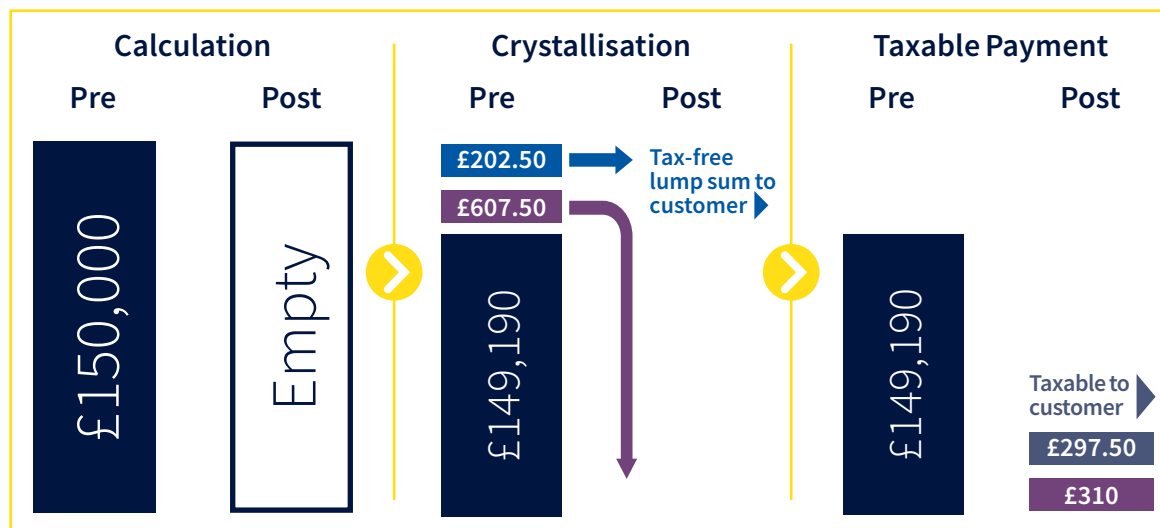 Calculation
Pre
Post
£150,000
Empty
Crystallisation
Pre
Post
£202.50
£607.50
£149,190
Tax-free
lump sum to
customer
Taxable Payment
Pre
Post
£149,190
Taxable to
customer
£297.50
£310